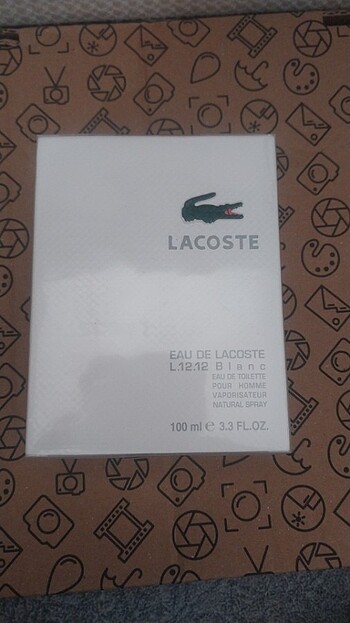 LACOSTE
EAU DE LACOSTE
L.12.12 Blanc
EAU DE TOILETTE
POUR HOMME
VAPORISATEUR
NATURAL SPRAY
100 ml ℮ 3.3 FL.OZ.